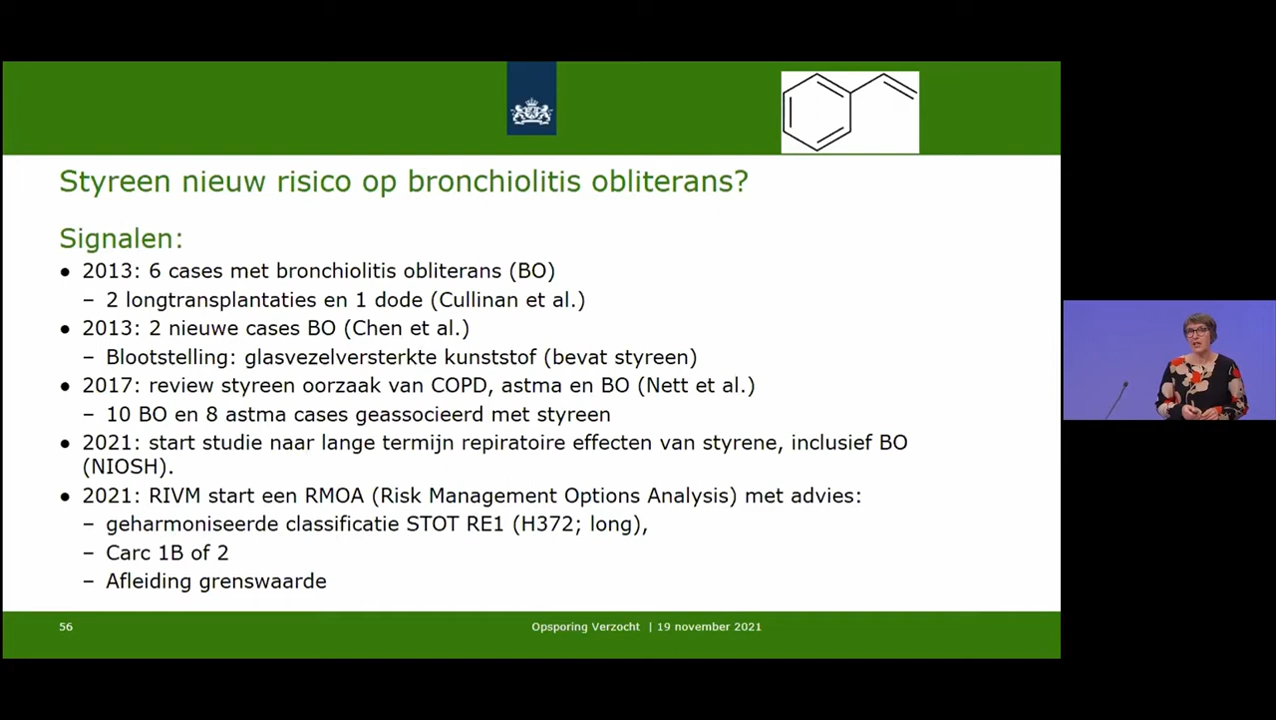 Styreen nieuw risico op bronchiolitis obliterans?
Signalen:
● 2013: 6 cases met bronchiolitis obliterans (BO)
– 2 longtransplantaties en 1 dode (Cullinan et al.)
● 2013: 2 nieuwe cases BO (Chen et al.)
– Blootstelling: glasvezelversterkte kunststof (bevat styreen)
● 2017: review styreen oorzaak van COPD, astma en BO (Nett et al.)
– 10 BO en 8 astma cases geassocieerd met styreen
● 2021: start studie naar lange termijn repiratoire effecten van styrene, inclusief BO
(NIOSH).
● 2021: RIVM start een RMOA (Risk Management Options Analysis) met advies:
– geharmoniseerde classificatie STOT RE1 (H372; long),
– Carc 1B of 2
– Afleiding grenswaarde
56
Opsporing Verzocht | 19 november 2021